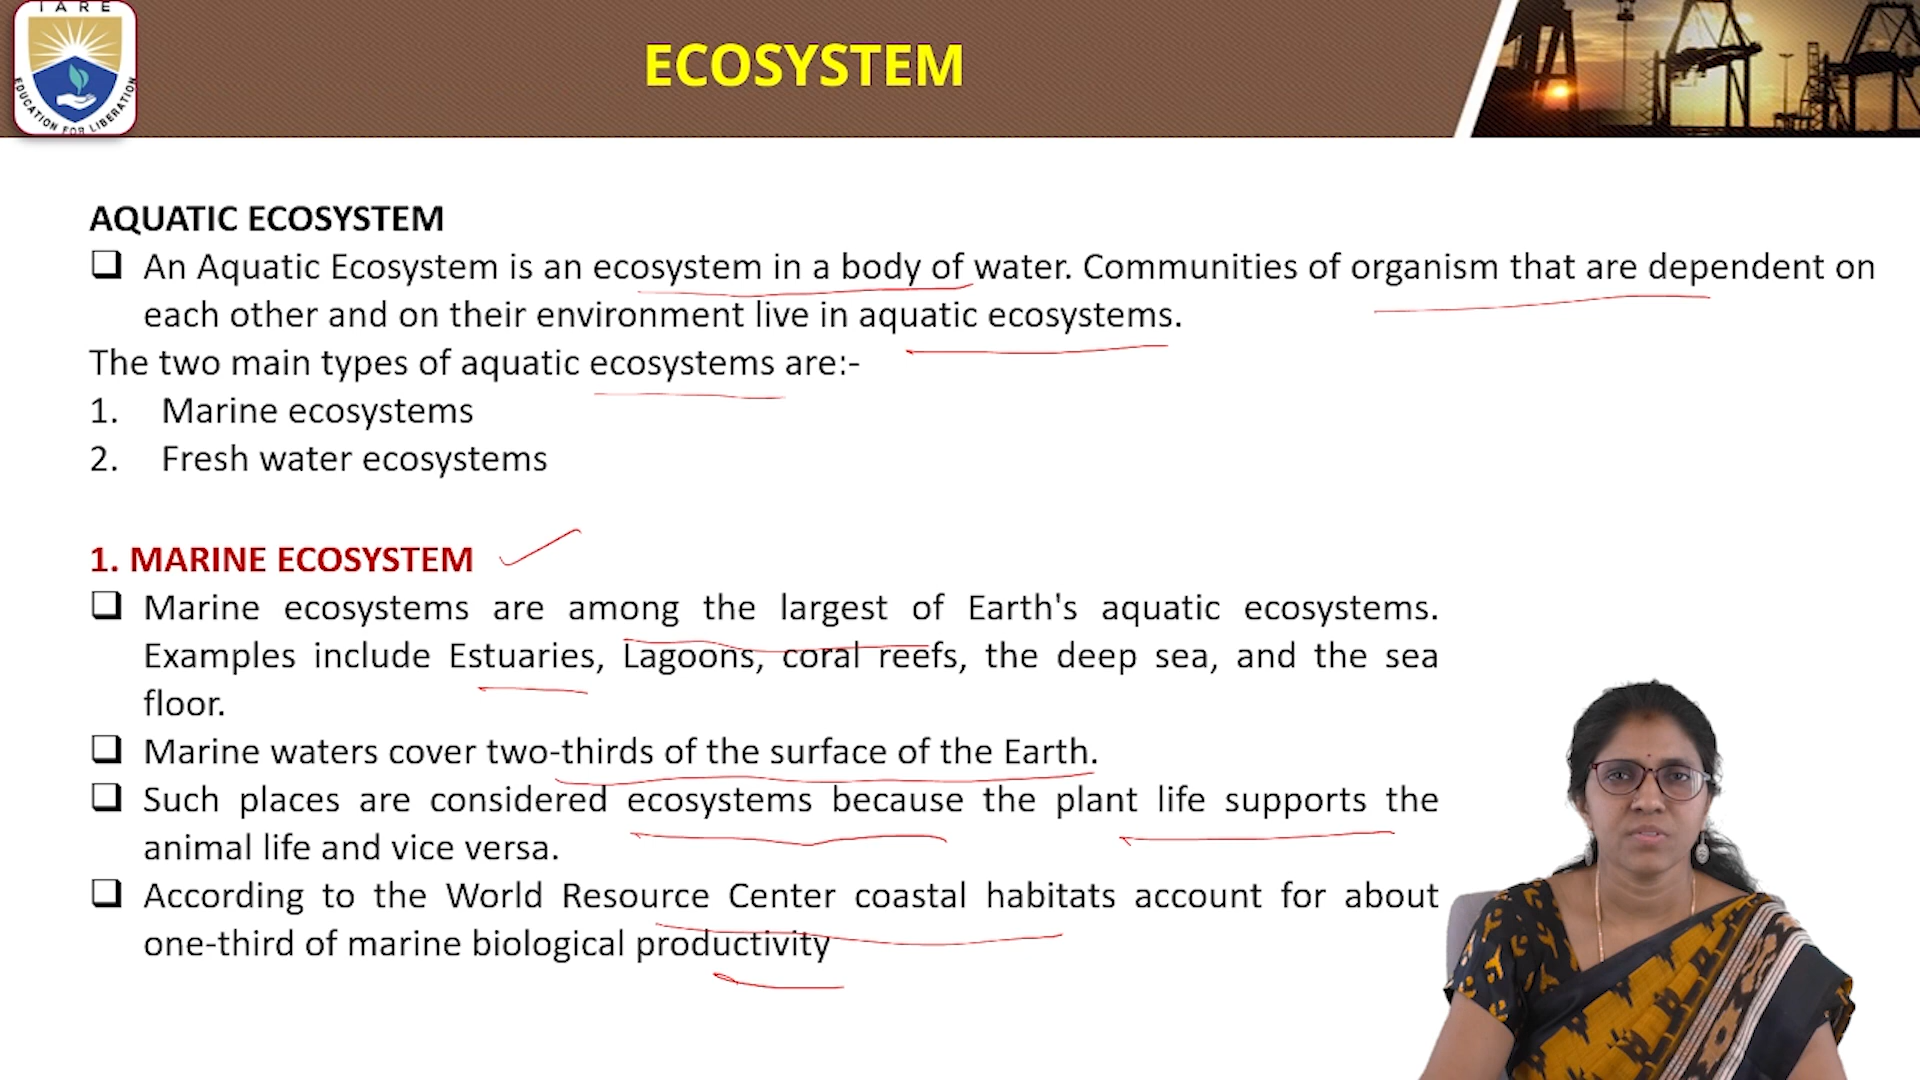 IARE
EDUCATION FOR LIBERATION
ECOSYSTEM
AQUATIC ECOSYSTEM
❑ An Aquatic Ecosystem is an ecosystem in a body of water. Communities of organism that are dependent on
each other and on their environment live in aquatic ecosystems.
The two main types of aquatic ecosystems are:-
1. Marine ecosystems
2. Fresh water ecosystems
1. MARINE ECOSYSTEM
❑ Marine ecosystems are among the largest of Earth's aquatic ecosystems.
Examples include Estuaries, Lagoons, coral reefs, the deep sea, and the sea
floor.
❑ Marine waters cover two-thirds of the surface of the Earth.
❑ Such places are considered ecosystems because the plant life supports the
animal life and vice versa.
❑ According to the World Resource Center coastal habitats account for about
one-third of marine biological productivity